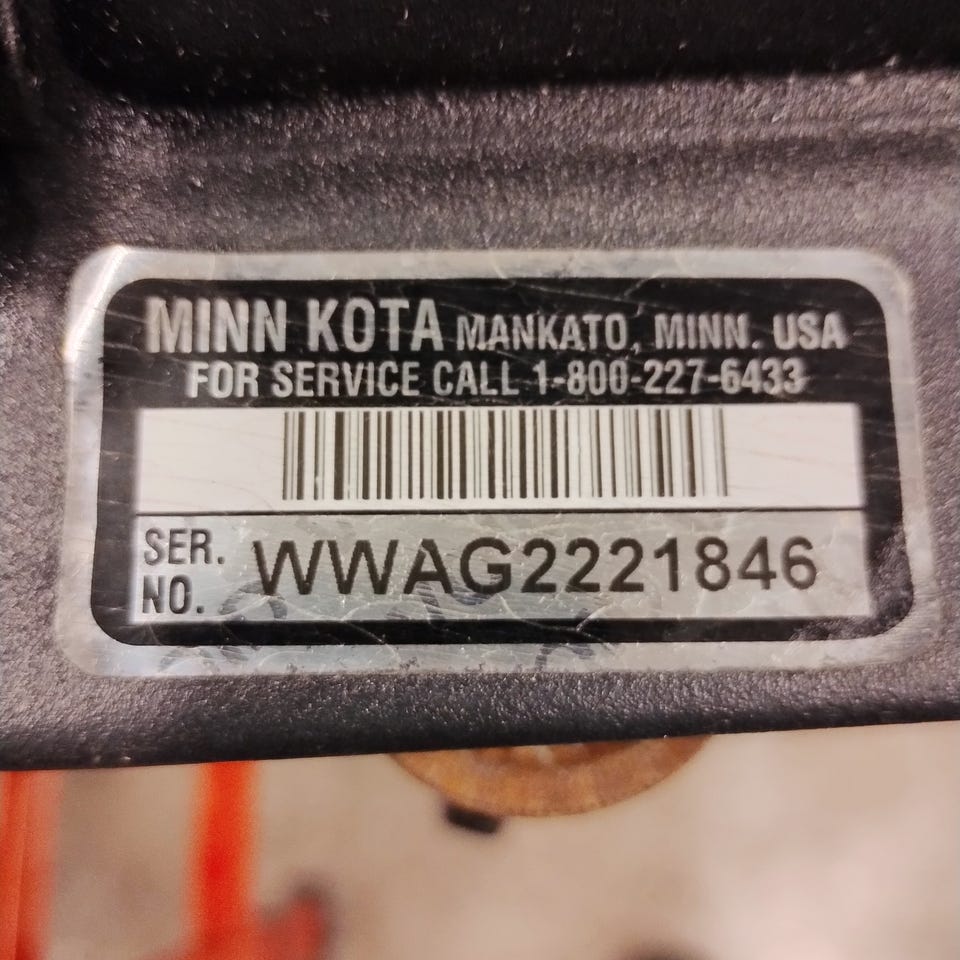 MINN KOTA MANKATO, MINN. USA
FOR SERVICE CALL 1-800-227-6433
SER. NO. WWAG2221846